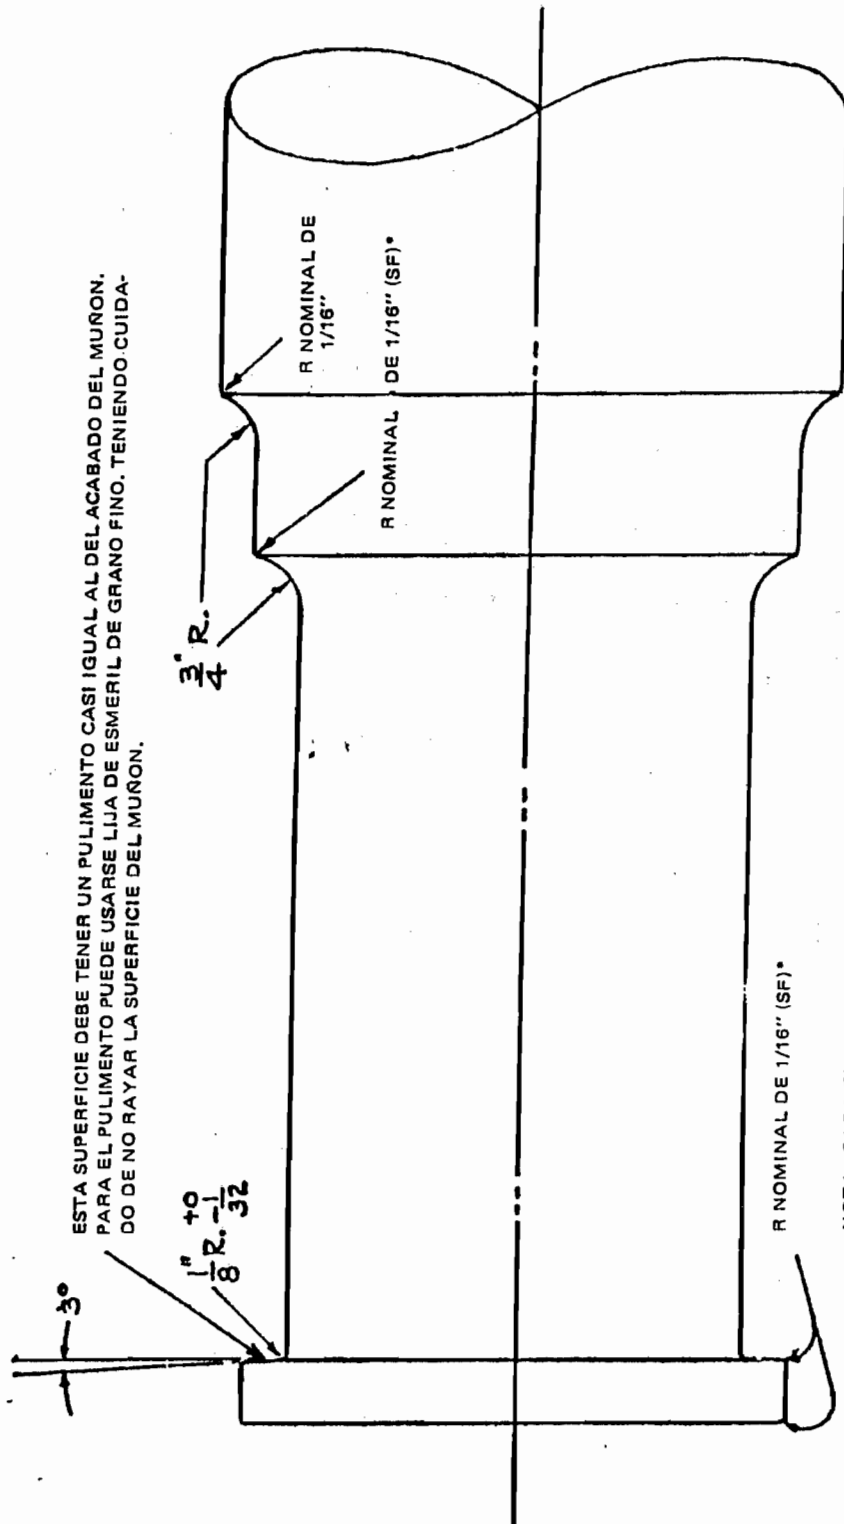 ESTA SUPERFICIE DEBE TENER UN PULIMENTO CASI IGUAL AL DEL ACABADO DEL MUÑON.
PARA EL PULIMENTO PUEDE USARSE LIJA DE ESMERIL DE GRANO FINO, TENIENDO CUIDA-
DO DE NO RAYAR LA SUPERFICIE DEL MUÑON.
3°
1/8" R. +0 -1/32
3/4" R.
R NOMINAL DE
1/16"
R NOMINAL DE 1/16" (SF)*
R NOMINAL DE 1/16" (SF)*